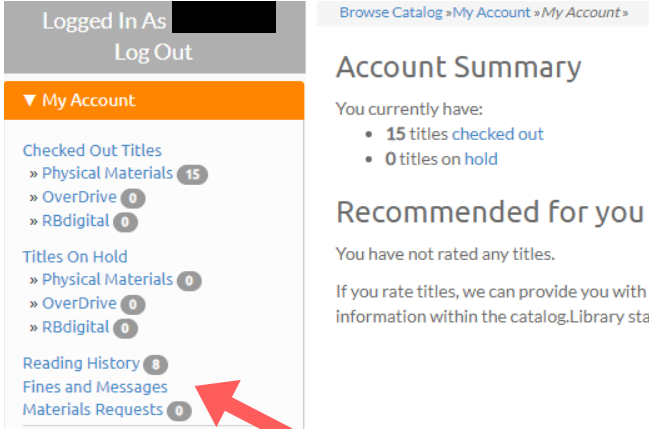 Logged In As
Log Out
▼ My Account
Checked Out Titles
» Physical Materials 15
» OverDrive 0
» RBdigital 0
Titles On Hold
» Physical Materials 0
» OverDrive 0
» RBdigital 0
Reading History 8
Fines and Messages
Materials Requests 0
Browse Catalog »My Account »My Account »
Account Summary
You currently have:
• 15 titles checked out
• 0 titles on hold
Recommended for you
You have not rated any titles.
If you rate titles, we can provide you with
information within the catalog.Library sta